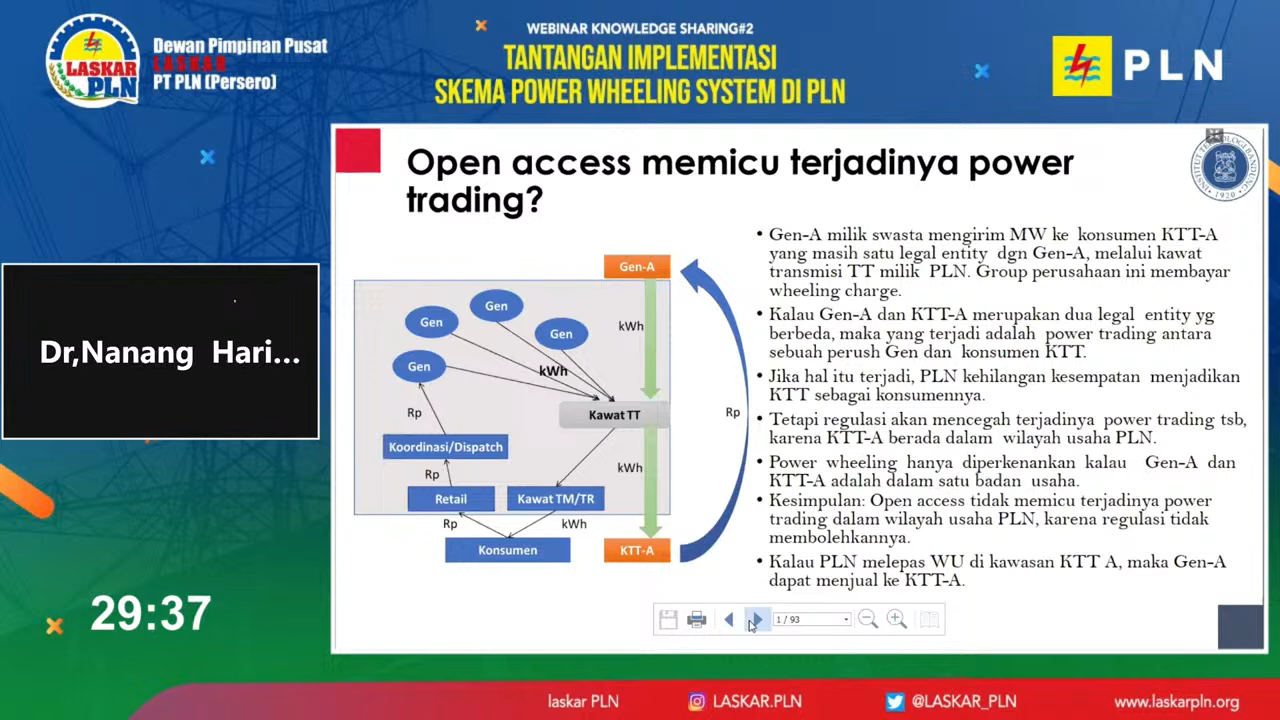 Dewan Pimpinan Pusat
LASKAR
PT PLN (Persero)
LASKAR
PLN
WEBINAR KNOWLEDGE SHARING#2
TANTANGAN IMPLEMENTASI
SKEMA POWER WHEELING SYSTEM DI PLN
PLN
Open access memicu terjadinya power
trading?
INSTITUT TEKNOLOGI BANDUNG
1920
Dr,Nanang Hari...
29:37
Gen-A
Gen
Gen
Gen
Gen
kWh
kWh
Kawat TT
Rp
Rp
Koordinasi/Dispatch
Rp
kWh
Retail
Kawat TM/TR
Rp
kWh
Konsumen
KTT-A
• Gen-A milik swasta mengirim MW ke konsumen KTT-A
yang masih satu legal entity dgn Gen-A, melalui kawat
transmisi TT milik PLN. Group perusahaan ini membayar
wheeling charge.
• Kalau Gen-A dan KTT-A merupakan dua legal entity yg
berbeda, maka yang terjadi adalah power trading antara
sebuah perush Gen dan konsumen KTT.
• Jika hal itu terjadi, PLN kehilangan kesempatan menjadikan
KTT sebagai konsumennya.
• Tetapi regulasi akan mencegah terjadinya power trading tsb,
karena KTT-A berada dalam wilayah usaha PLN.
• Power wheeling hanya diperkenankan kalau Gen-A dan
KTT-A adalah dalam satu badan usaha.
• Kesimpulan: Open access tidak memicu terjadinya power
trading dalam wilayah usaha PLN, karena regulasi tidak
membolehkannya.
• Kalau PLN melepas WU di kawasan KTT A, maka Gen-A
dapat menjual ke KTT-A.
1 / 93
laskar PLN
LASKAR.PLN
@LASKAR_PLN
www.laskarpln.org